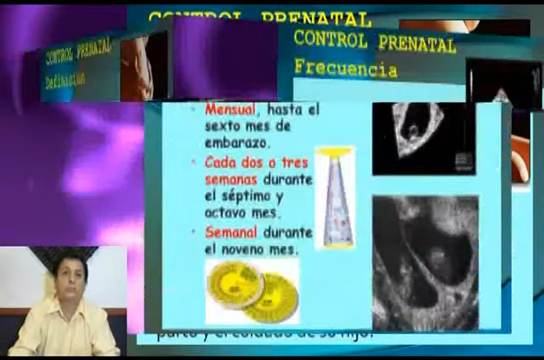 CONTROL PRENATAL
CONTROL PRENATAL
Definición
CONTROL PRENATAL
Frecuencia
Mensual, hasta el
sexto mes de
embarazo.
Cada dos o tres
semanas durante
el séptimo y
octavo mes.
Semanal durante
el noveno mes.
parto y el cuidado de su hijo.